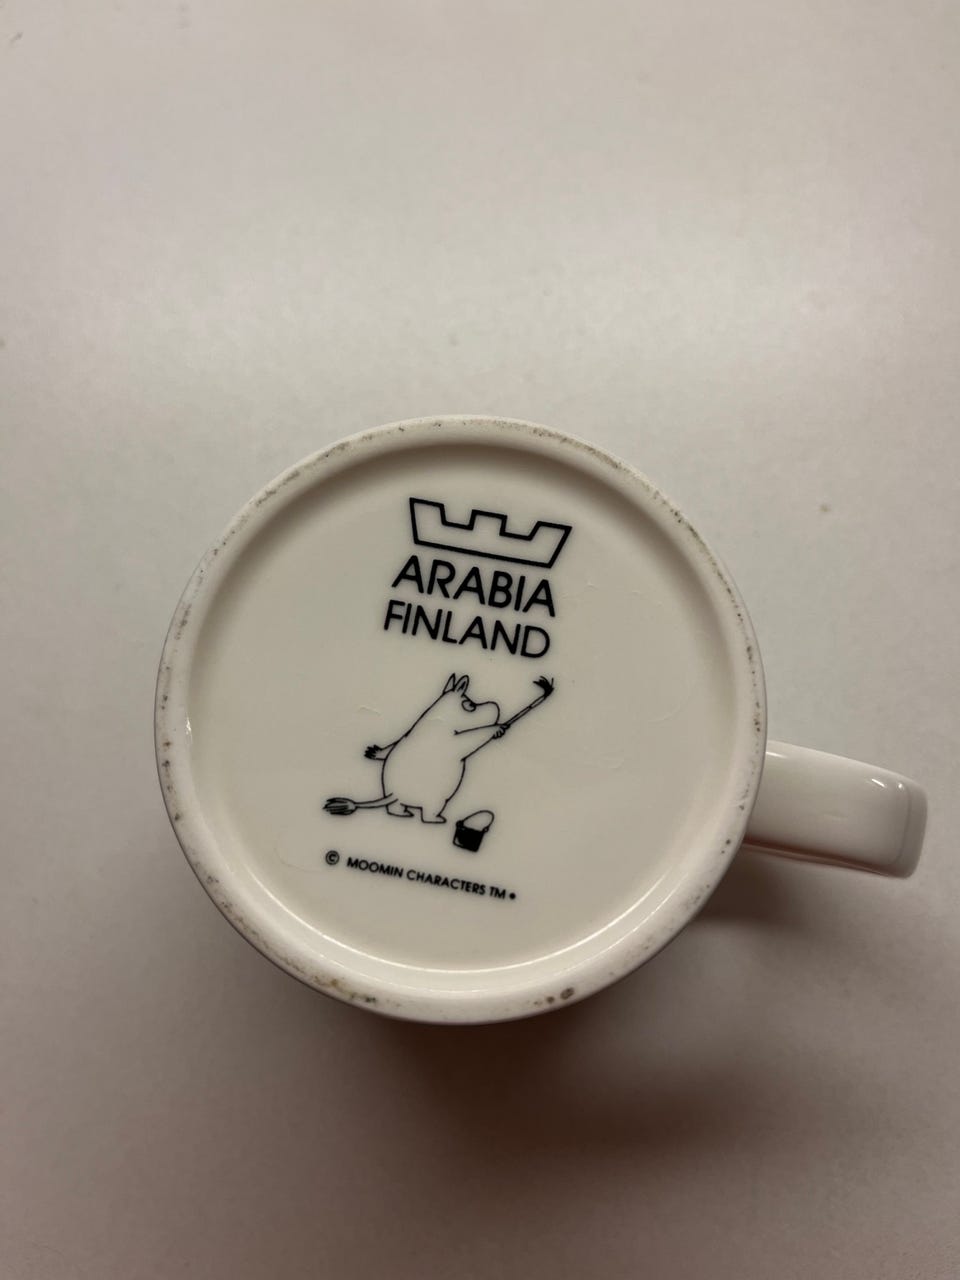 ARABIA
FINLAND
© MOOMIN CHARACTERS TM •